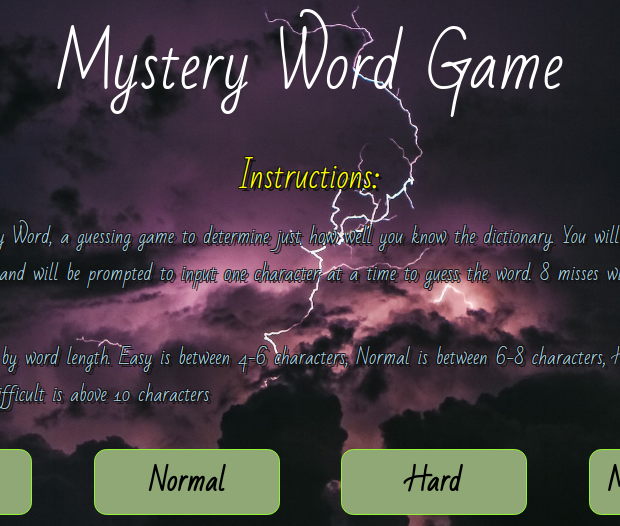 Mystery Word Game
Instructions:
y Word, a guessing game to determine just how well you know the dictionary. You will
and will be prompted to input one character at a time to guess the word. 8 misses w
by word length. Easy is between 4-6 characters, Normal is between 6-8 characters, H
fficult is above 10 characters
Normal Hard M